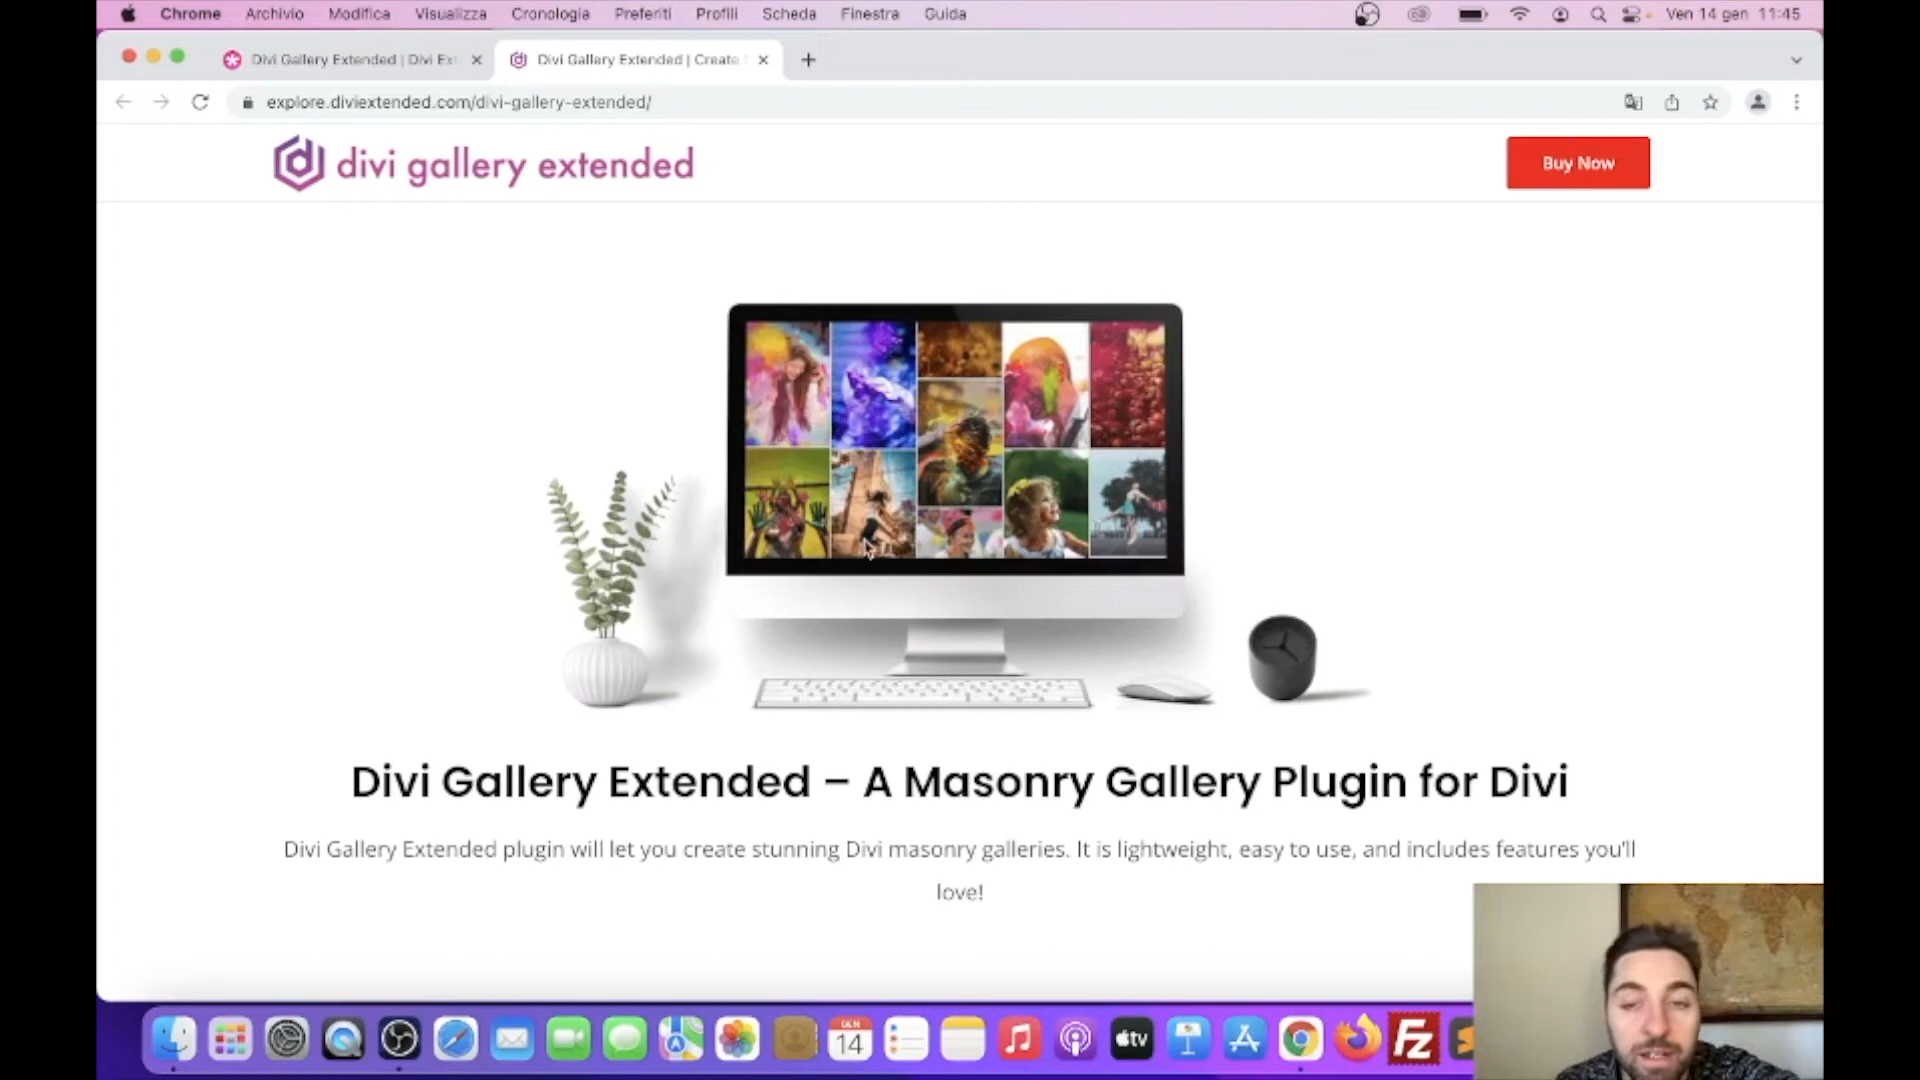 Chrome Archivio Modifica Visualizza Cronologia Preferiti Profili Scheda Finestra Guida Ven 14 gen 11:45
Divi Gallery Extended | Divi Ex Divi Gallery Extended | Create
explore.diviextended.com/divi-gallery-extended/
divi gallery extended
Buy Now
Divi Gallery Extended – A Masonry Gallery Plugin for Divi
Divi Gallery Extended plugin will let you create stunning Divi masonry galleries. It is lightweight, easy to use, and includes features you'll
love!
GEN
14
tv
FZ